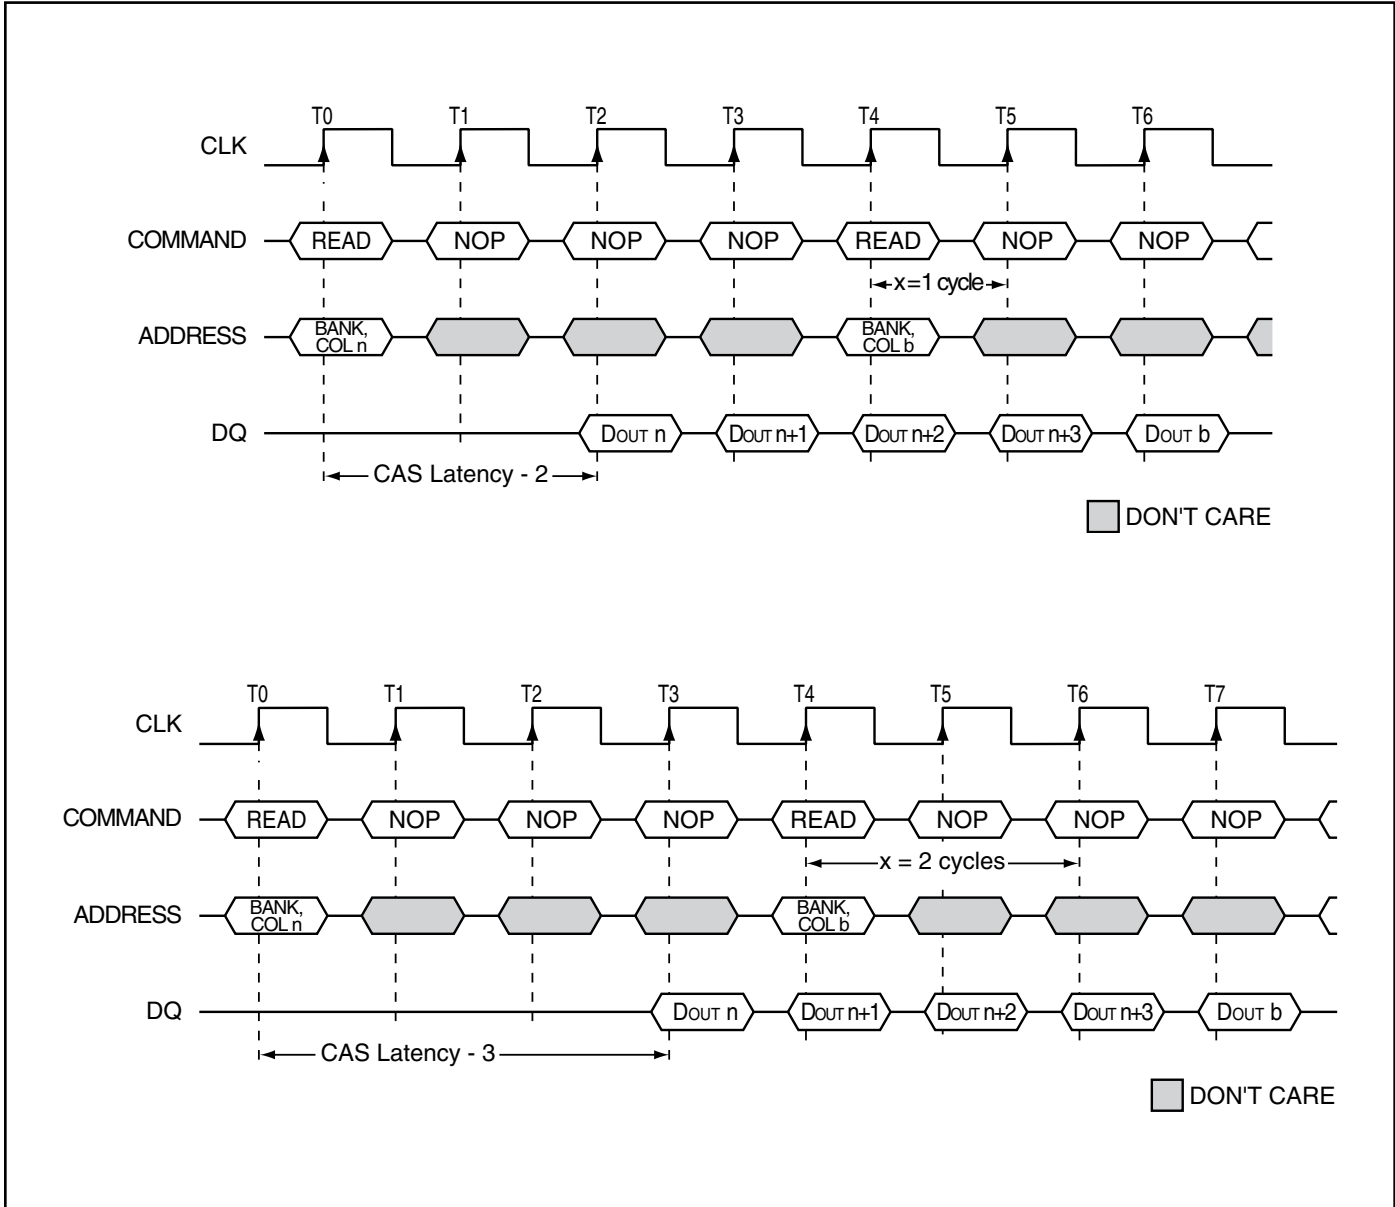 T0 T1 T2 T3 T4 T5 T6
CLK
COMMAND READ NOP NOP NOP READ NOP NOP
x=1 cycle
ADDRESS BANK, COL n BANK, COL b
DQ DOUT n DOUT n+1 DOUT n+2 DOUT n+3 DOUT b
CAS Latency - 2
DON'T CARE
T0 T1 T2 T3 T4 T5 T6 T7
CLK
COMMAND READ NOP NOP NOP READ NOP NOP NOP
x = 2 cycles
ADDRESS BANK, COL n BANK, COL b
DQ DOUT n DOUT n+1 DOUT n+2 DOUT n+3 DOUT b
CAS Latency - 3
DON'T CARE